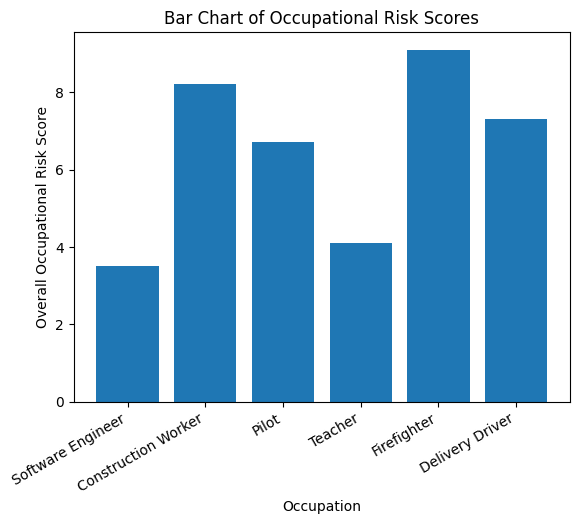 Bar Chart of Occupational Risk Scores
Overall Occupational Risk Score
8
6
4
2
0
Software Engineer
Construction Worker
Pilot
Teacher
Firefighter
Delivery Driver
Occupation